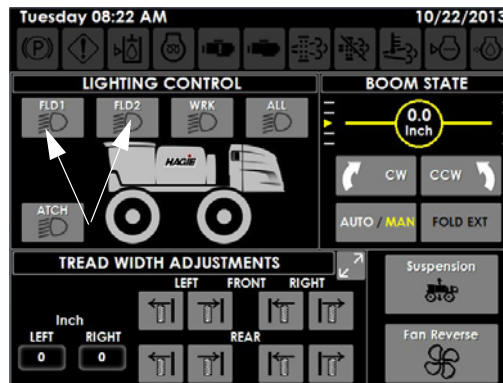 Tuesday 08:22 AM 10/22/2013
LIGHTING CONTROL
BOOM STATE
FLD1 FLD2 WRK ALL
0.0
Inch
HAGIE
CW CCW
ATCH
AUTO / MAN FOLD EXT
TREAD WIDTH ADJUSTMENTS
Suspension
LEFT FRONT RIGHT
Inch
LEFT RIGHT
REAR
0 0
Fan Reverse